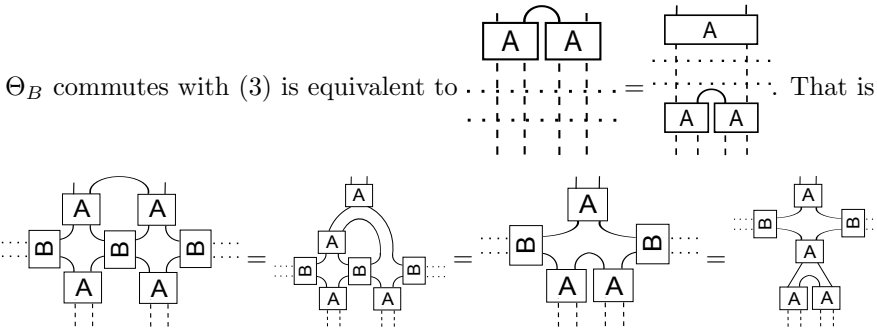 A A A
Θ_B commutes with (3) is equivalent to = . That is
A A
A A A A A
B B B A B B B
B B B
= = A A =
A A A A A A A